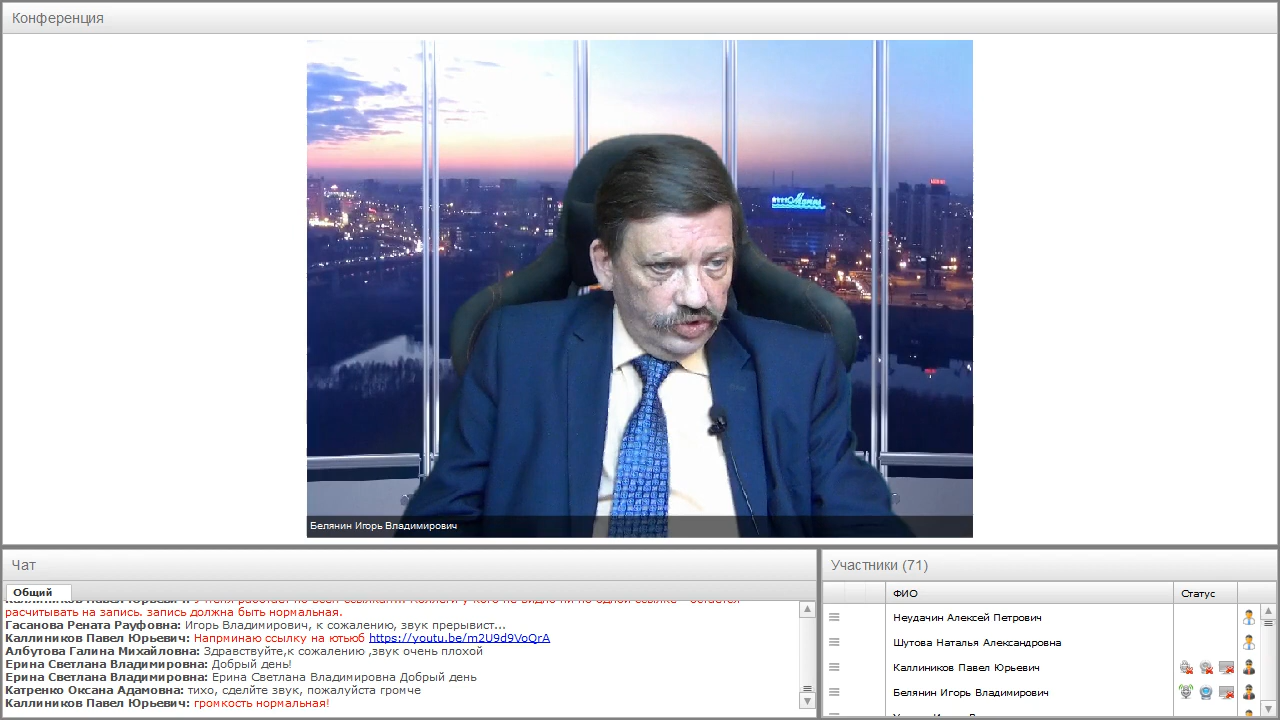 Конференция
Белянин Игорь Владимирович
Чат
Общий
расчитывать на запись. запись должна быть нормальная.
Гасанова Рената Рауфовна: Игорь Владимирович, к сожалению, звук прерывист...
Каллиников Павел Юрьевич: Напрминаю ссылку на ютьюб https://youtu.be/m2U9d9VoQrA
Албутова Галина Михайловна: Здравствуйте,к сожалению ,звук очень плохой
Ерина Светлана Владимировна: Добрый день!
Ерина Светлана Владимировна: Ерина Светлана Владимировна Добрый день
Катренко Оксана Адамовна: тихо, сделйте звук, пожалуйста громче
Каллиников Павел Юрьевич: громкость нормальная!
Участники (71)
ФИО Статус
Неудачин Алексей Петрович
Шутова Наталья Александровна
Каллиников Павел Юрьевич
Белянин Игорь Владимирович